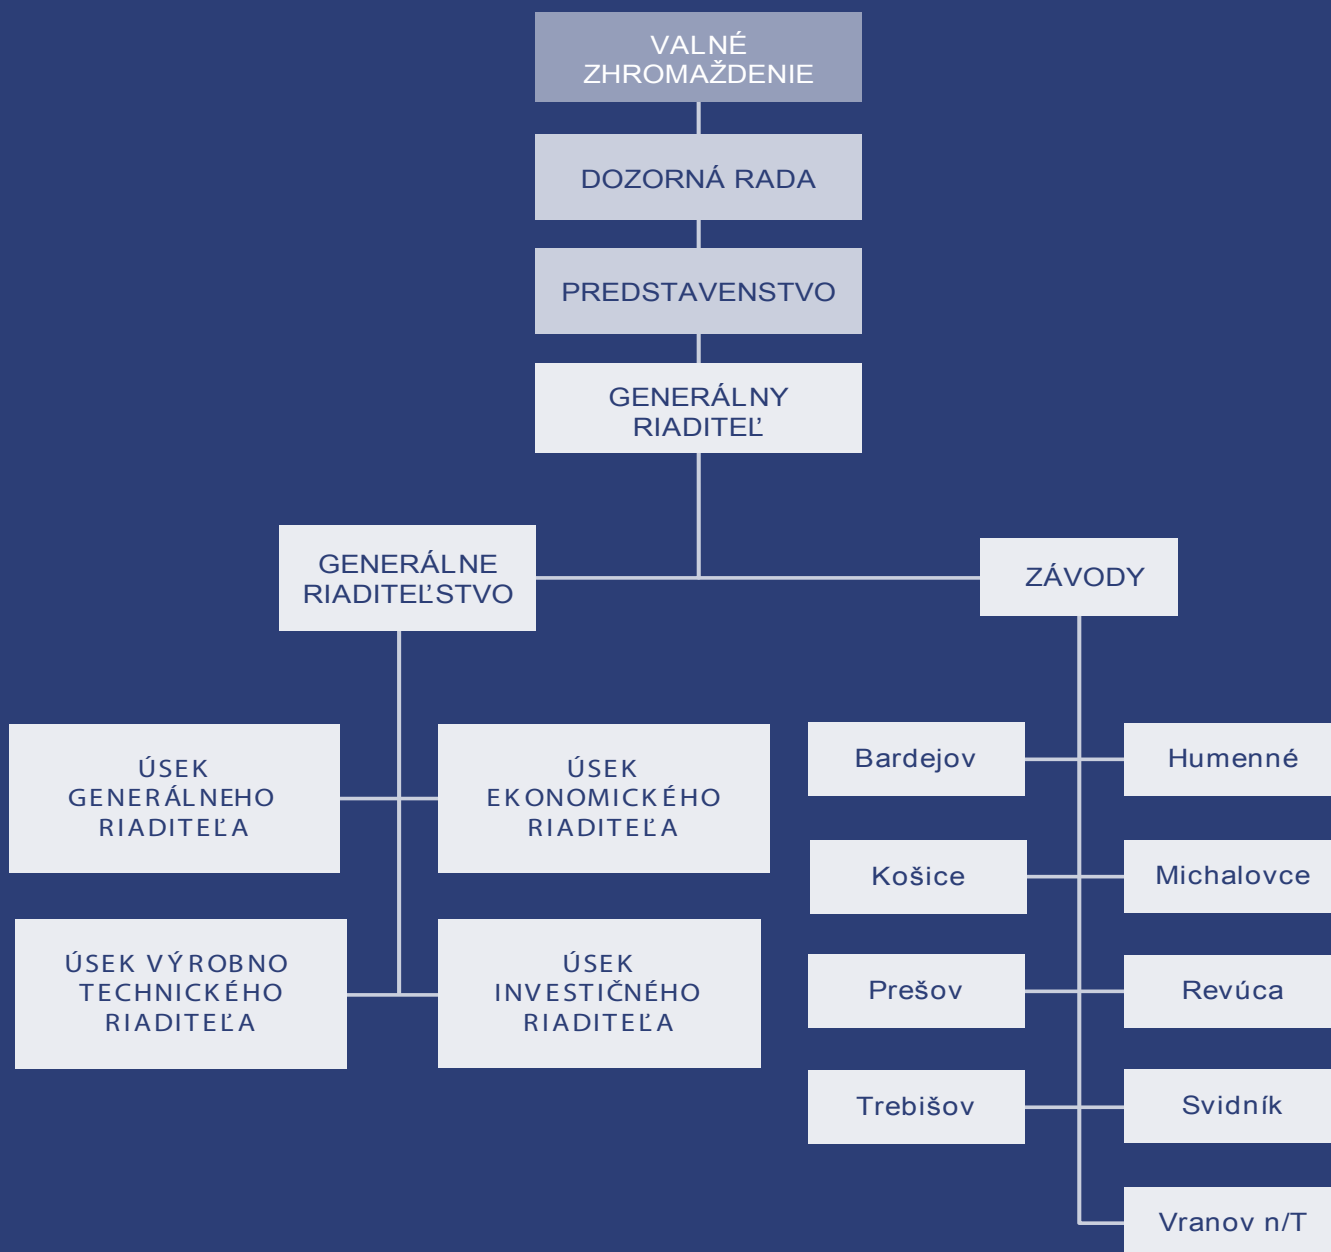 VALNÉ
ZHROMAŽDENIE
DOZORNÁ RADA
PREDSTAVENSTVO
GENERÁLNY
RIADITEĽ
GENERÁLNE
RIADITEĽSTVO
ZÁVODY
ÚSEK
GENERÁLNEHO
RIADITEĽA
ÚSEK
EKONOMICKÉHO
RIADITEĽA
ÚSEK VÝROBNO
TECHNICKÉHO
RIADITEĽA
ÚSEK
INVESTIČNÉHO
RIADITEĽA
Bardejov
Humenné
Košice
Michalovce
Prešov
Revúca
Trebišov
Svidník
Vranov n/T